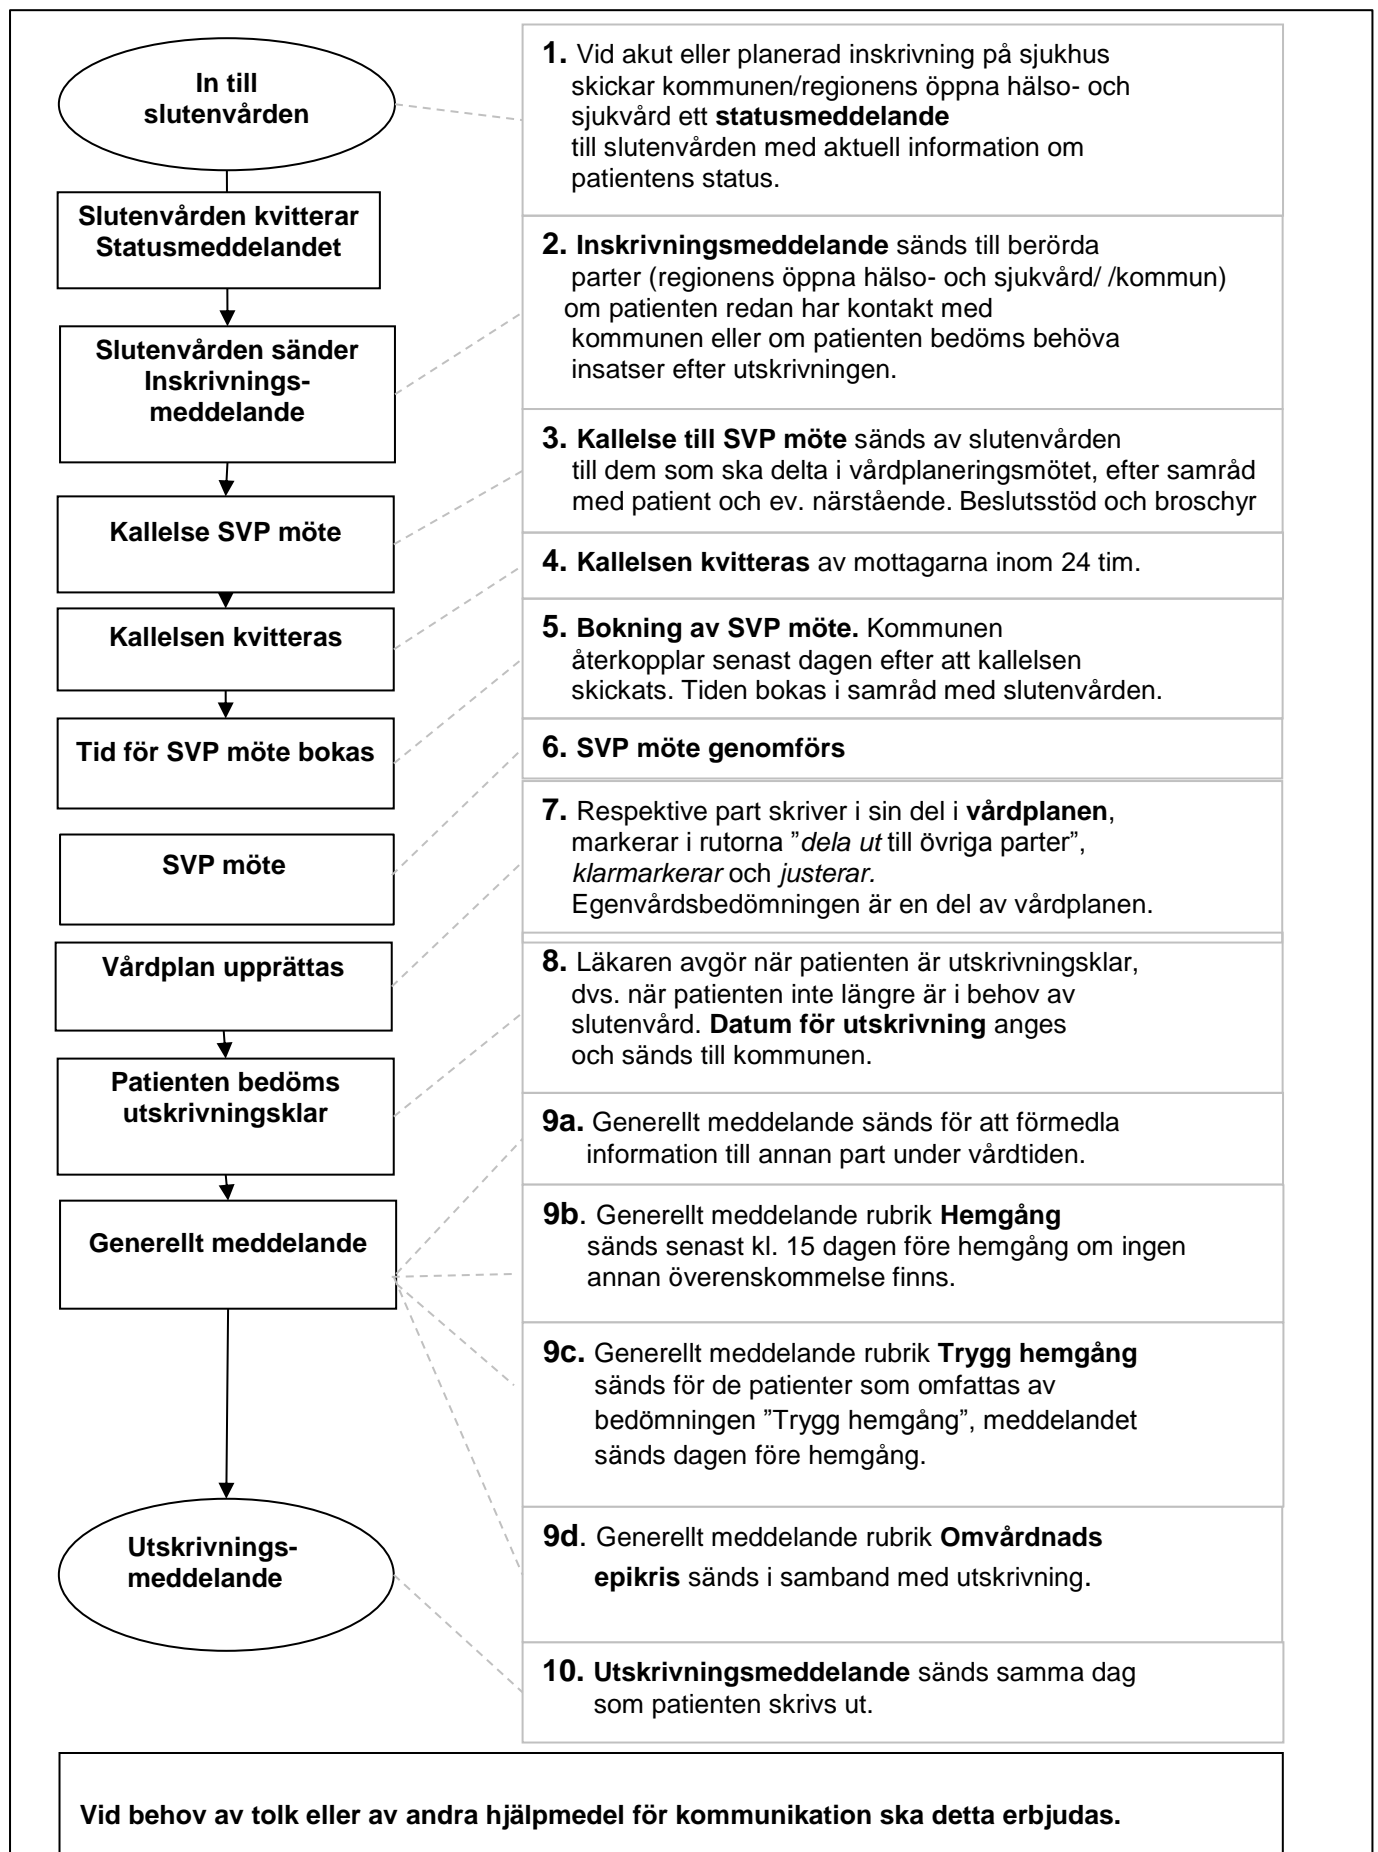 In till
slutenvården
Slutenvården kvitterar
Statusmeddelandet
Slutenvården sänder
Inskrivnings-
meddelande
Kallelse SVP möte
Kallelsen kvitteras
Tid för SVP möte bokas
SVP möte
Vårdplan upprättas
Patienten bedöms
utskrivningsklar
Generellt meddelande
Utskrivnings-
meddelande
1. Vid akut eller planerad inskrivning på sjukhus
skickar kommunen/regionens öppna hälso- och
sjukvård ett statusmeddelande
till slutenvården med aktuell information om
patientens status.
2. Inskrivningsmeddelande sänds till berörda
parter (regionens öppna hälso- och sjukvård/ /kommun)
om patienten redan har kontakt med
kommunen eller om patienten bedöms behöva
insatser efter utskrivningen.
3. Kallelse till SVP möte sänds av slutenvården
till dem som ska delta i vårdplaneringsmötet, efter samråd
med patient och ev. närstående. Beslutsstöd och broschyr
4. Kallelsen kvitteras av mottagarna inom 24 tim.
5. Bokning av SVP möte. Kommunen
återkopplar senast dagen efter att kallelsen
skickats. Tiden bokas i samråd med slutenvården.
6. SVP möte genomförs
7. Respektive part skriver i sin del i vårdplanen,
markerar i rutorna ”dela ut till övriga parter”,
klarmarkerar och justerar.
Egenvårdsbedömningen är en del av vårdplanen.
8. Läkaren avgör när patienten är utskrivningsklar,
dvs. när patienten inte längre är i behov av
slutenvård. Datum för utskrivning anges
och sänds till kommunen.
9a. Generellt meddelande sänds för att förmedla
information till annan part under vårdtiden.
9b. Generellt meddelande rubrik Hemgång
sänds senast kl. 15 dagen före hemgång om ingen
annan överenskommelse finns.
9c. Generellt meddelande rubrik Trygg hemgång
sänds för de patienter som omfattas av
bedömningen ”Trygg hemgång”, meddelandet
sänds dagen före hemgång.
9d. Generellt meddelande rubrik Omvårdnads
epikris sänds i samband med utskrivning.
10. Utskrivningsmeddelande sänds samma dag
som patienten skrivs ut.
Vid behov av tolk eller av andra hjälpmedel för kommunikation ska detta erbjudas.